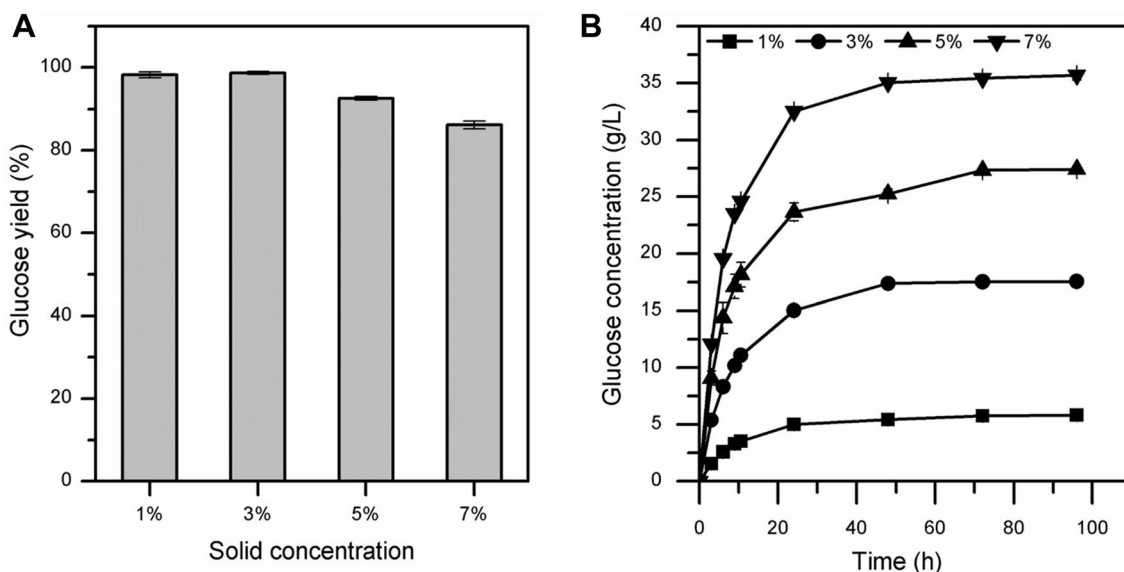 A
Glucose yield (%)
100
80
60
40
20
0
1% 3% 5% 7%
Solid concentration
B
1% 3% 5% 7%
Glucose concentration (g/L)
40
35
30
25
20
15
10
5
0
0 20 40 60 80 100
Time (h)